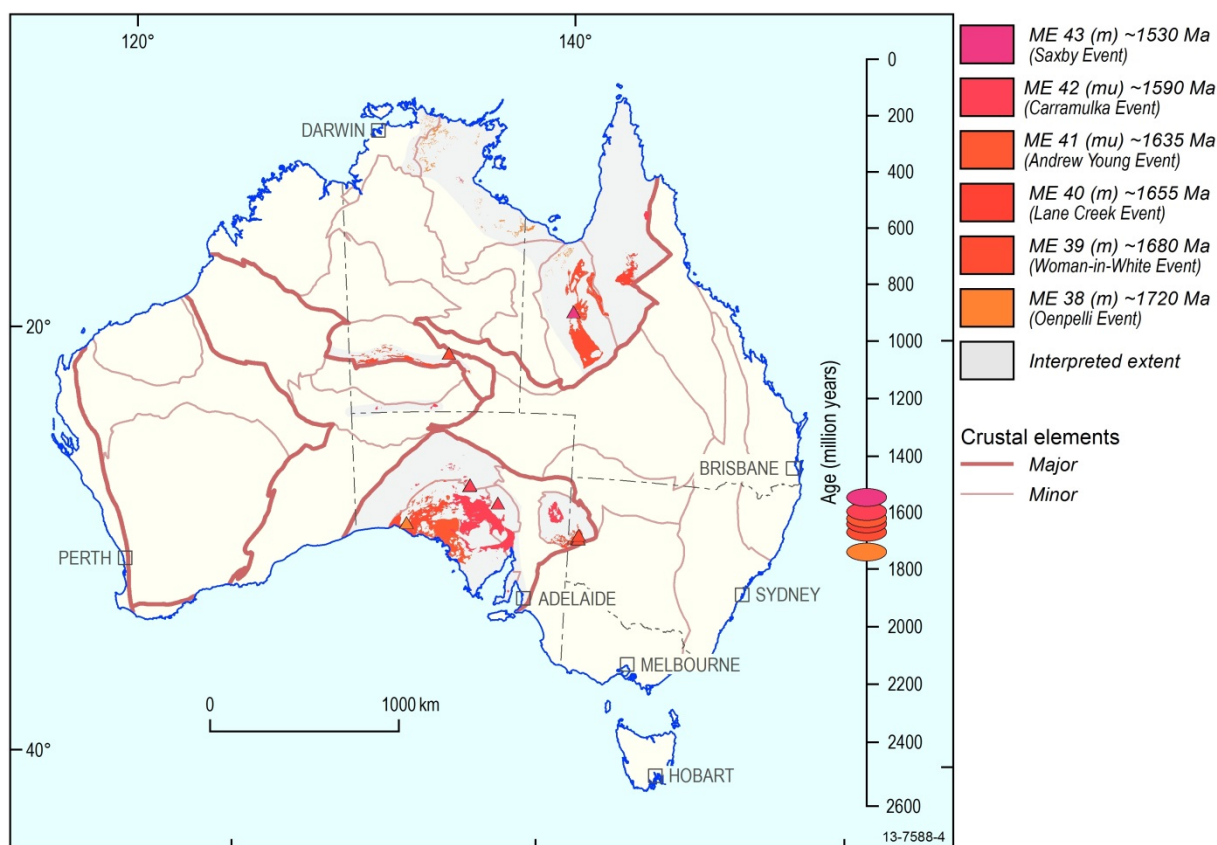 120°
140°
20°
40°
DARWIN
PERTH
ADELAIDE
MELBOURNE
HOBART
SYDNEY
BRISBANE
0
1000 km
Age (million years)
0
200
400
600
800
1000
1200
1400
1600
1800
2000
2200
2400
2600
13-7588-4
ME 43 (m) ~1530 Ma
(Saxby Event)
ME 42 (mu) ~1590 Ma
(Carramulka Event)
ME 41 (mu) ~1635 Ma
(Andrew Young Event)
ME 40 (m) ~1655 Ma
(Lane Creek Event)
ME 39 (m) ~1680 Ma
(Woman-in-White Event)
ME 38 (m) ~1720 Ma
(Oenpelli Event)
Interpreted extent
Crustal elements
Major
Minor